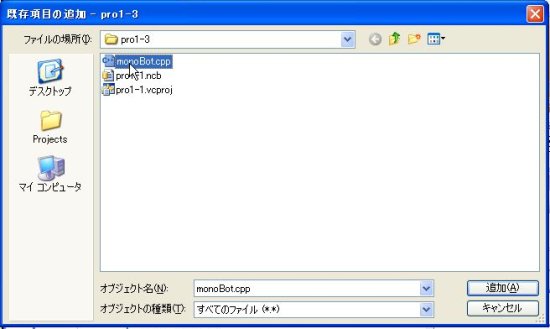 既存項目の追加 - pro1-3
ファイルの場所(I):
pro1-3
monoBot.cpp
pro1-1.ncb
pro1-1.vcproj
デスクトップ
Projects
マイ コンピュータ
オブジェクト名(N):
monoBot.cpp
追加(A)
オブジェクトの種類(T):
すべてのファイル (*.*)
キャンセル